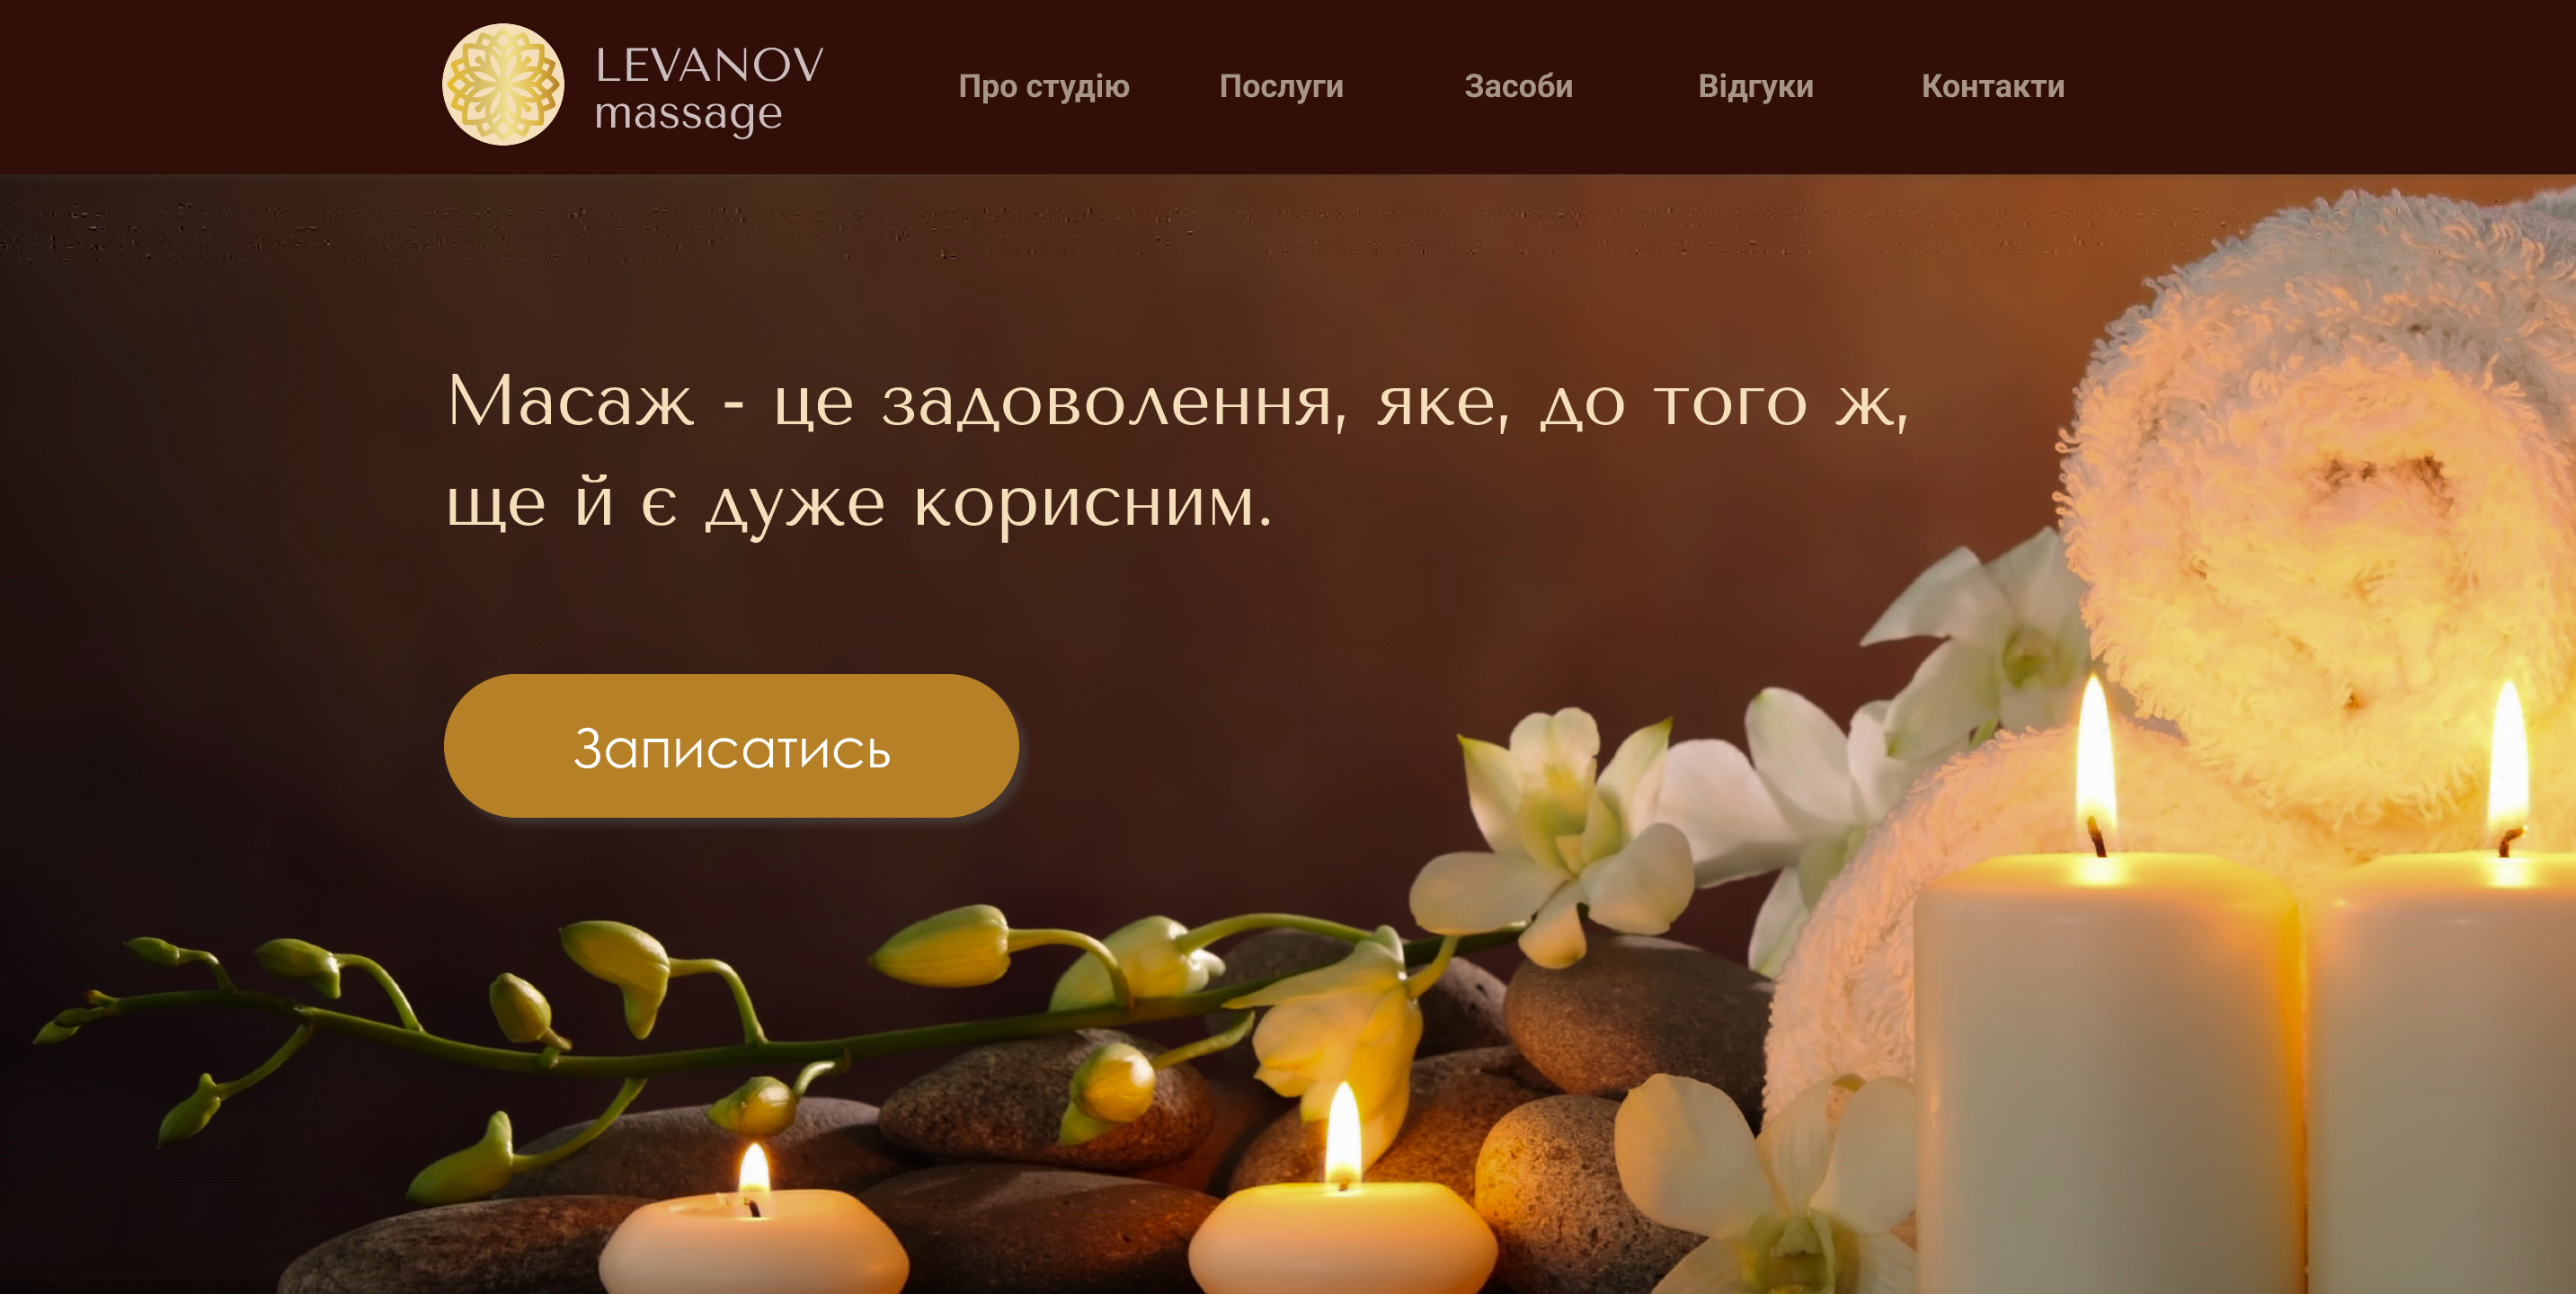 LEVANOV
massage
Про студію
Послуги
Засоби
Відгуки
Контакти
Масаж - це задоволення, яке, до того ж,
ще й є дуже корисним.
Записатись